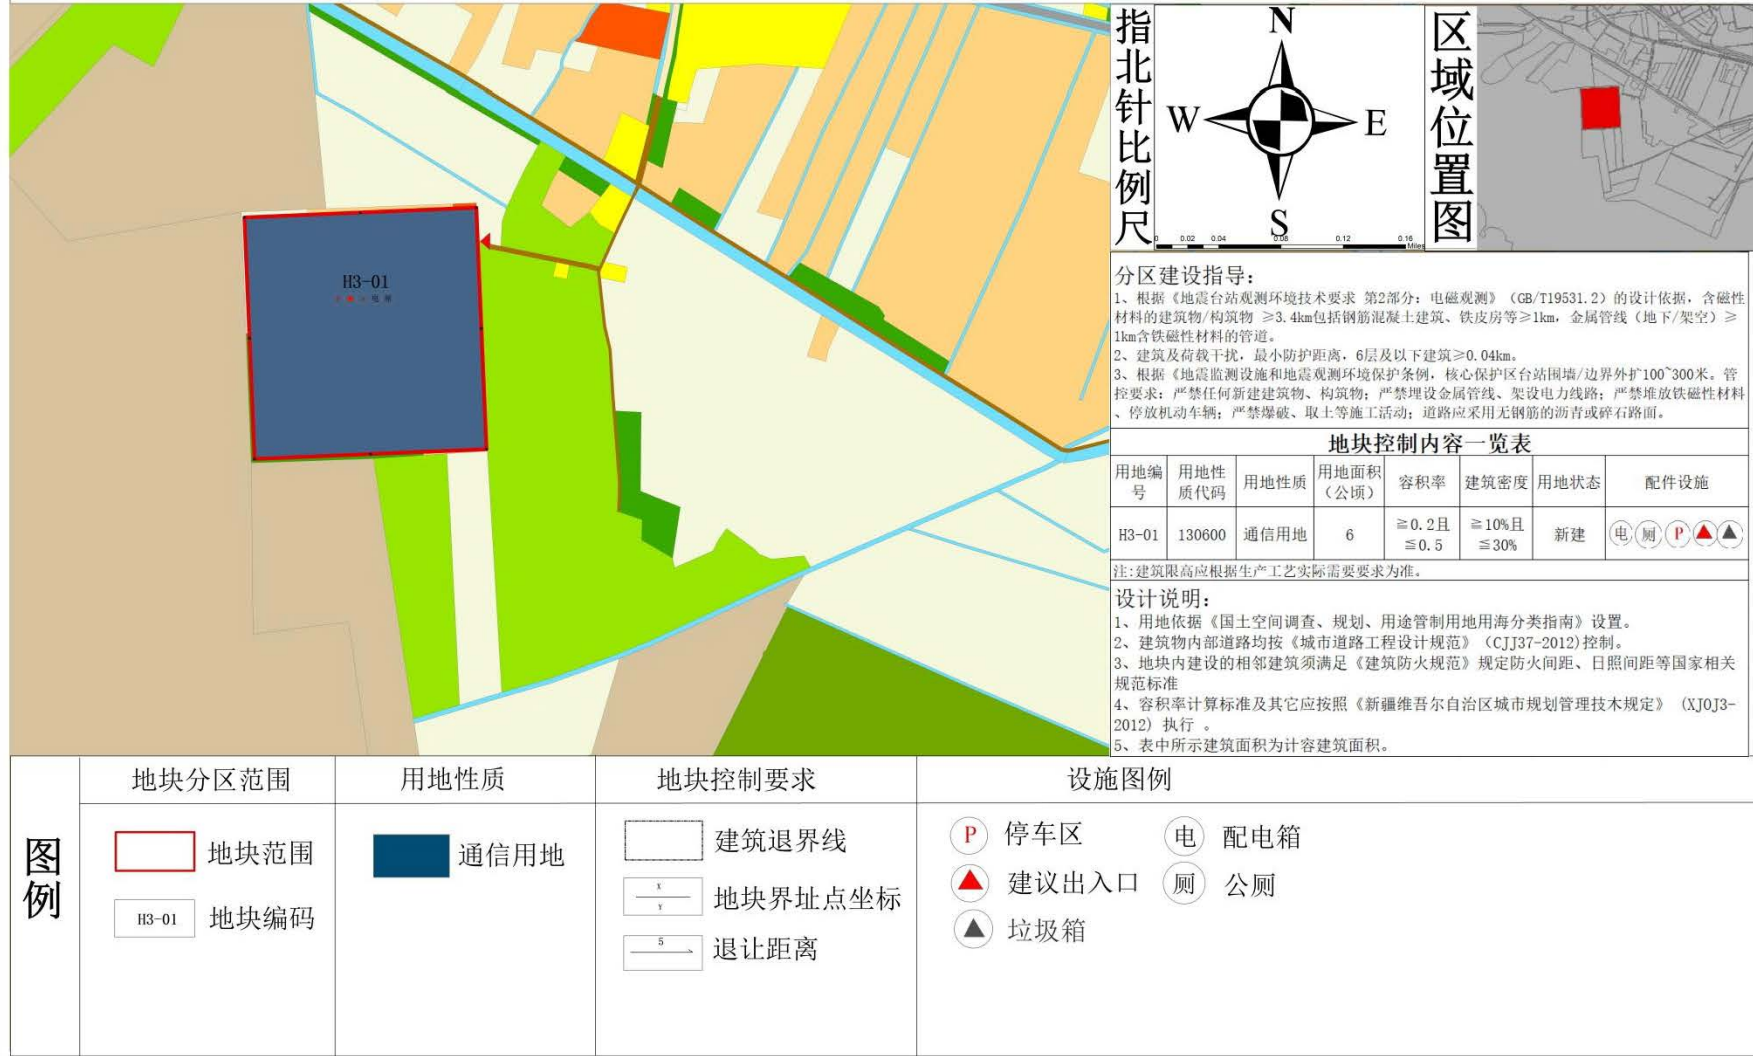 H3-01
指北针比例尺
N
W
E
S
0 0.02 0.04 0.08 0.12 0.16
Miles
区域位置图
分区建设指导：
1、根据《地震台站观测环境技术要求 第2部分：电磁观测》（GB/T19531.2）的设计依据，含磁性
材料的建筑物/构筑物 ≥3.4km包括钢筋混凝土建筑、铁皮房等≥1km，金属管线（地下/架空）≥
1km含铁磁性材料的管道。
2、建筑及荷载干扰，最小防护距离，6层及以下建筑≥0.04km。
3、根据《地震监测设施和地震观测环境保护条例，核心保护区台站围墙/边界外扩100~300米。管
控要求：严禁任何新建建筑物、构筑物；严禁埋设金属管线、架设电力线路；严禁堆放铁磁性材料
、停放机动车辆；严禁爆破、取土等施工活动；道路应采用无钢筋的沥青或碎石路面。
地块控制内容一览表
用地编号 用地性质代码 用地性质 用地面积（公顷） 容积率 建筑密度 用地状态 配件设施
H3-01 130600 通信用地 6 ≧0.2且≦0.5 ≧10%且≦30% 新建 电 厕 P
注:建筑限高应根据生产工艺实际需要要求为准。
设计说明：
1、用地依据《国土空间调查、规划、用途管制用地用海分类指南》设置。
2、建筑物内部道路均按《城市道路工程设计规范》（CJJ37-2012)控制。
3、地块内建设的相邻建筑须满足《建筑防火规范》规定防火间距、日照间距等国家相关
规范标准
4、容积率计算标准及其它应按照《新疆维吾尔自治区城市规划管理技术规定》（XJ0J3-
2012）执行 。
5、表中所示建筑面积为计容建筑面积。
图例
地块分区范围
地块范围
H3-01 地块编码
用地性质
通信用地
地块控制要求
建筑退界线
X
Y
地块界址点坐标
5
退让距离
设施图例
P 停车区 电 配电箱
建议出入口 厕 公厕
垃圾箱